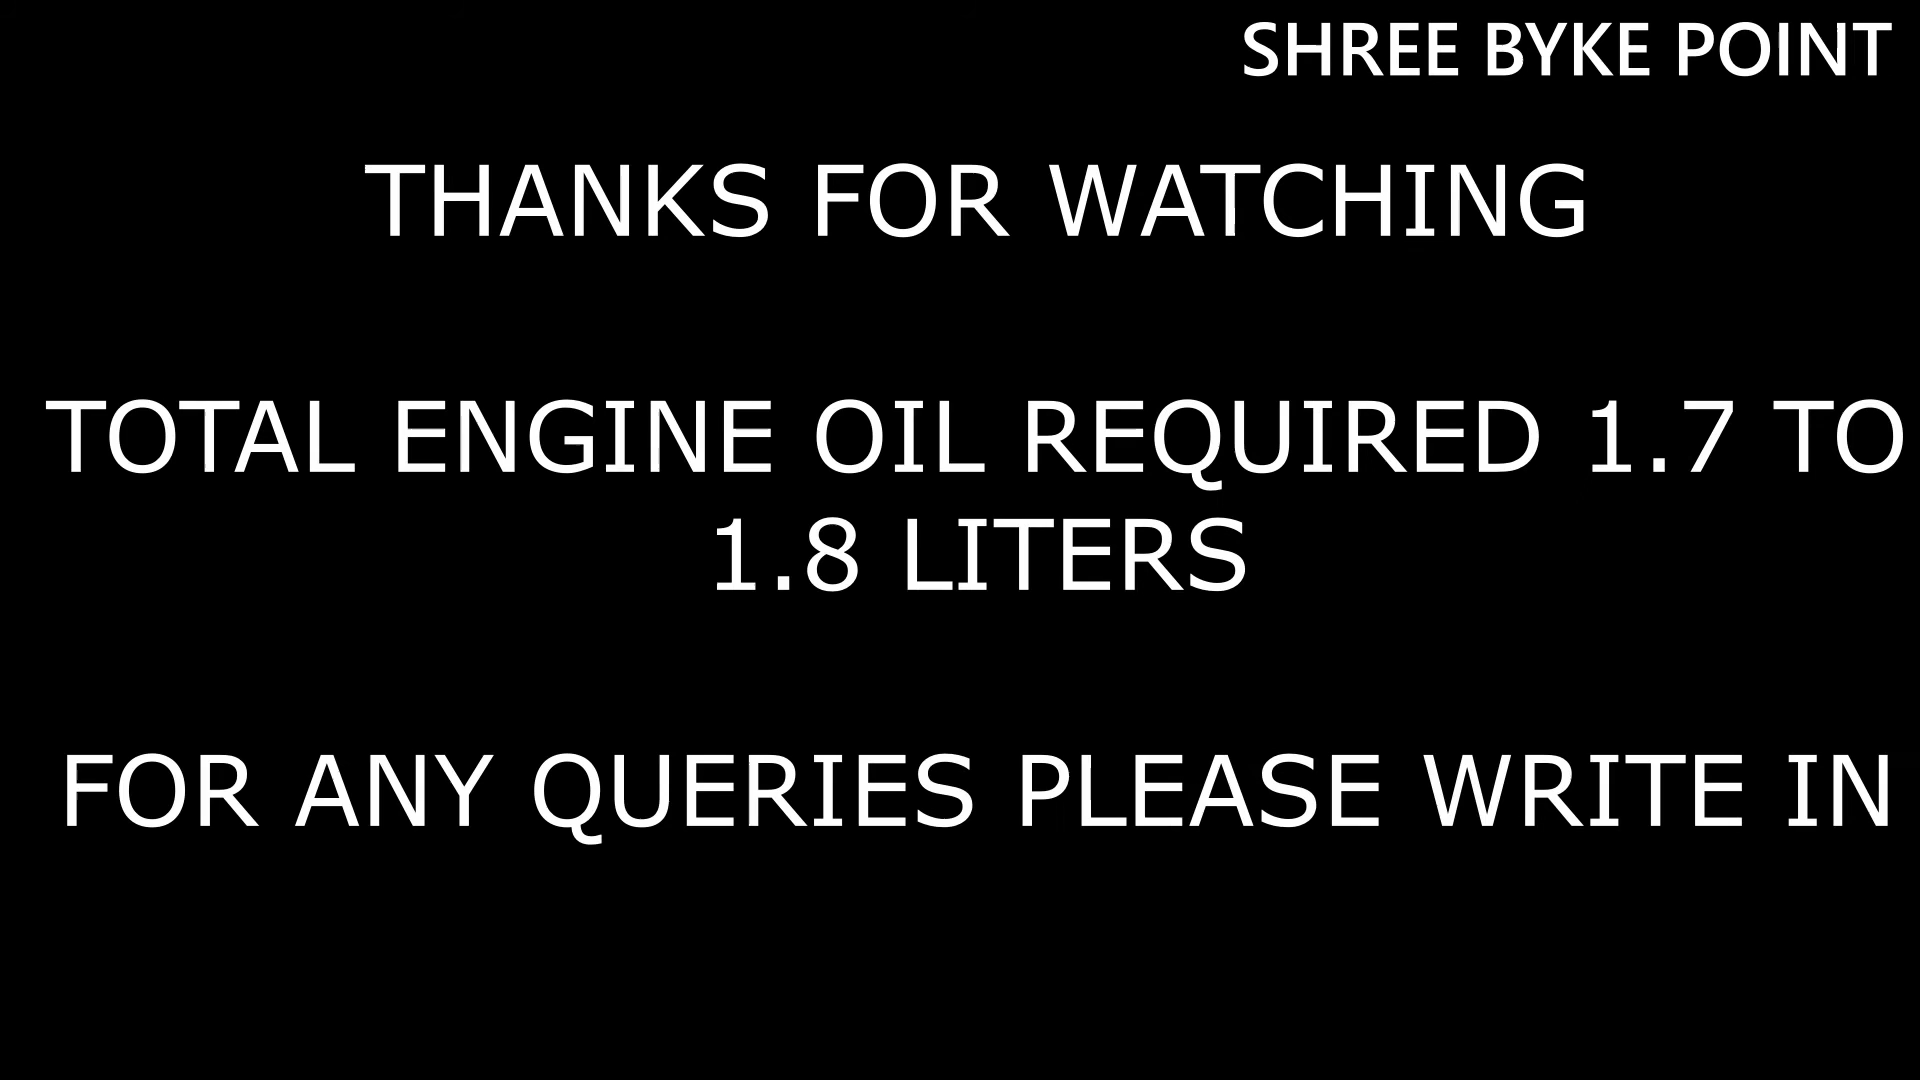 SHREE BYKE POINT
THANKS FOR WATCHING
TOTAL ENGINE OIL REQUIRED 1.7 TO
1.8 LITERS
FOR ANY QUERIES PLEASE WRITE IN